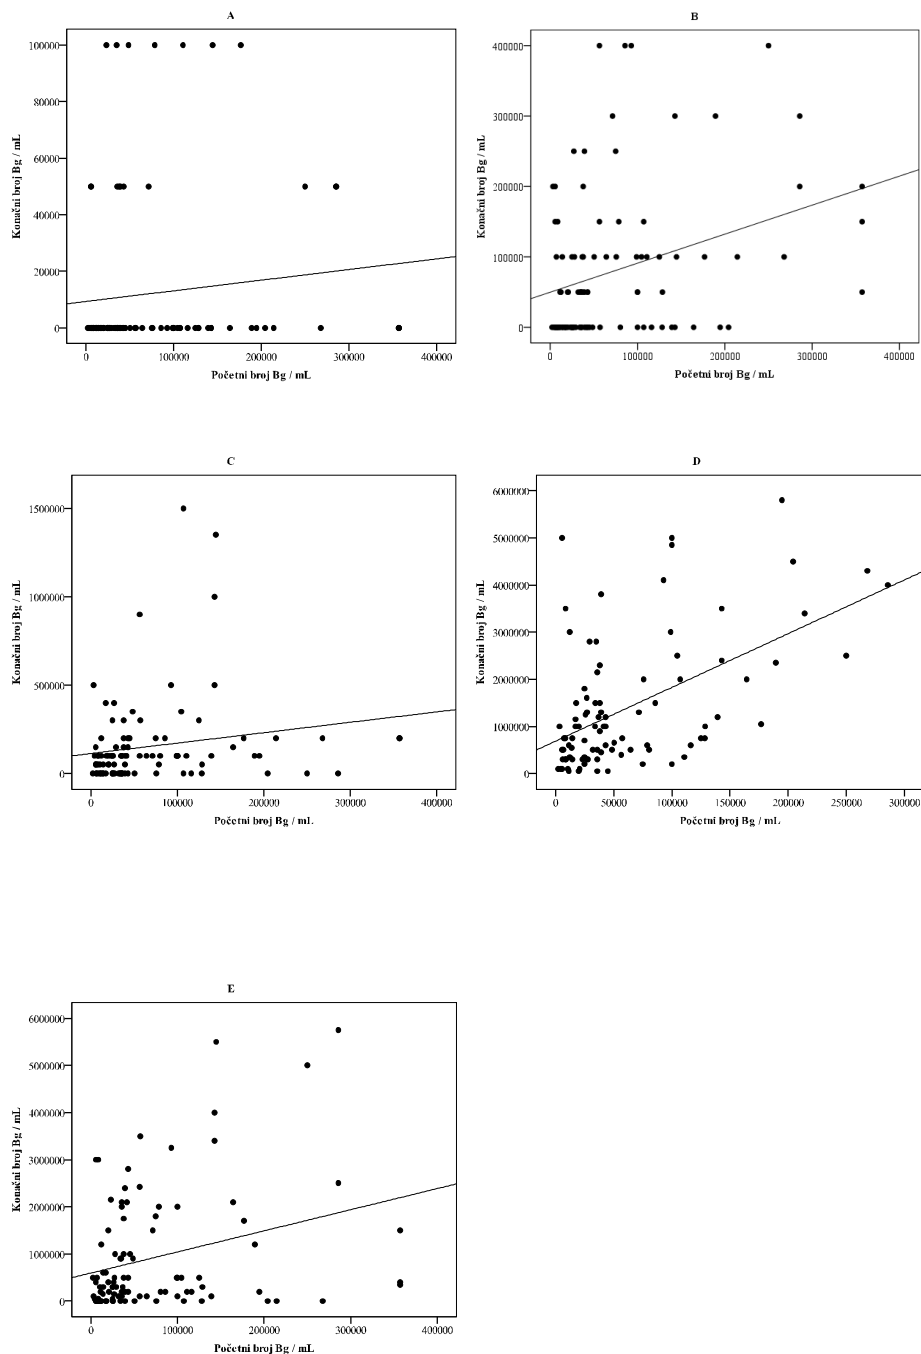 A
100000
80000
60000
40000
20000
0
Konačni broj Bg / mL
0 100000 200000 300000 400000
Početni broj Bg / mL
B
400000
300000
200000
100000
0
Konačni broj Bg / mL
0 100000 200000 300000 400000
Početni broj Bg / mL
C
1500000
1000000
500000
0
Konačni broj Bg / mL
0 100000 200000 300000 400000
Početni broj Bg / mL
D
6000000
5000000
4000000
3000000
2000000
1000000
0
Konačni broj Bg / mL
0 50000 100000 150000 200000 250000 300000
Početni broj Bg / mL
E
6000000
5000000
4000000
3000000
2000000
1000000
0
Konačni broj Bg / mL
0 100000 200000 300000 400000
Početni broj Bg / mL